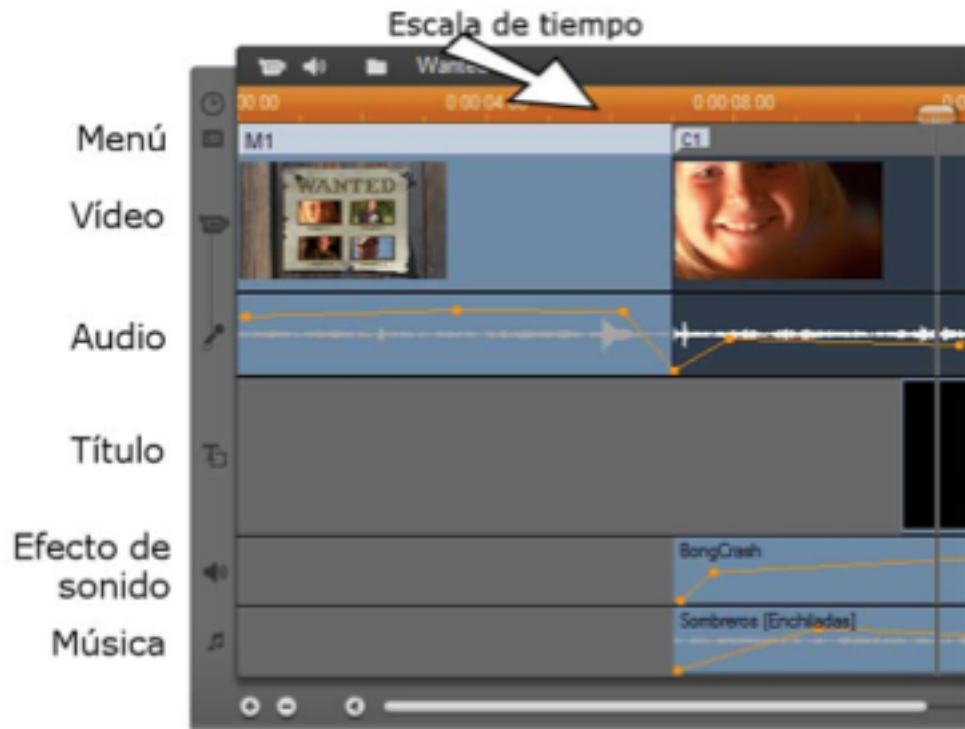 Escala de tiempo
00.00
0:00:08.00
Menú
M1
C1
Vídeo
WANTED
Audio
Título
Efecto de
sonido
BongCrash
Música
Sombreros [Enchiladas]